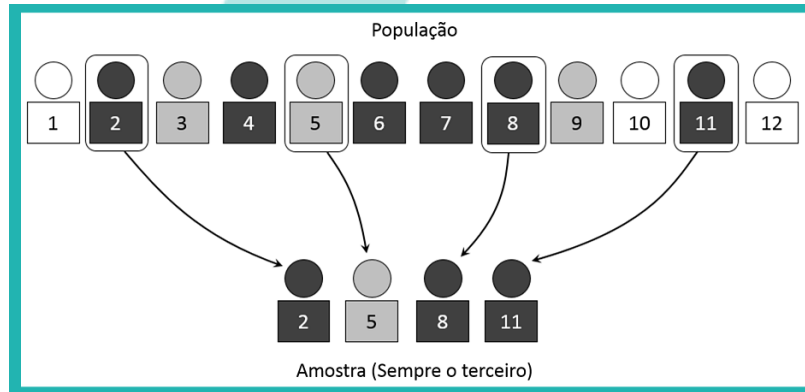 População
1 2 3 4 5 6 7 8 9 10 11 12
2 5 8 11
Amostra (Sempre o terceiro)